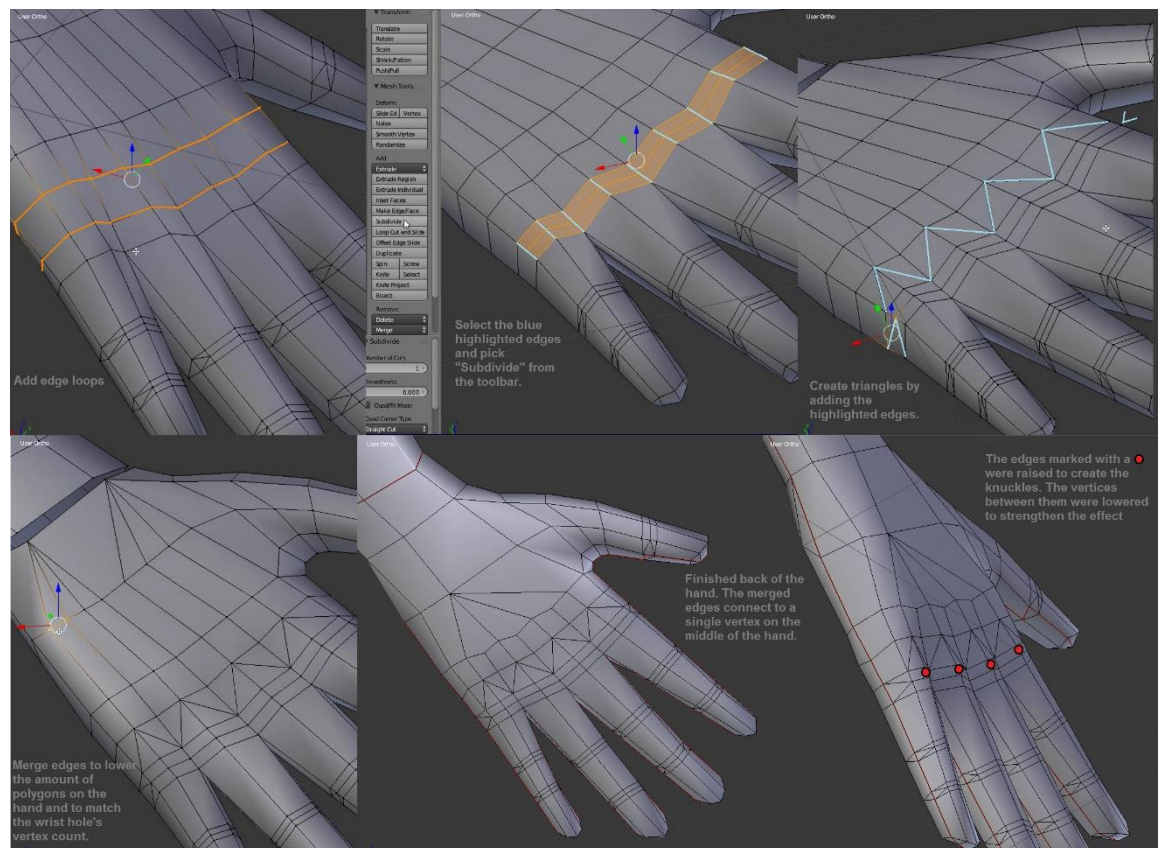 User Ortho
Add edge loops
Transform
Translate
Rotate
Scale
Shrink/Fatten
Push/Pull
Mesh Tools
Deform:
Slide Ed Vertex
Noise
Smooth Vertex
Randomize
Add:
Extrude
Extrude Region
Extrude Individual
Inset Faces
Make Edge/Face
Subdivide
Loop Cut and Slide
Offset Edge Slide
Duplicate
Spin Screw
Knife Select
Knife Project
Bisect
Remove:
Delete
Merge
Subdivide
Number of Cuts
1
Smoothness
0.000
Quad/Tri Mode
Quad Corner Type
Straight Cut
User Ortho
Select the blue
highlighted edges
and pick
"Subdivide" from
the toolbar.
User Ortho
Create triangles by
adding the
highlighted edges.
User Ortho
Merge edges to lower
the amount of
polygons on the
hand and to match
the wrist hole's
vertex count.
User Ortho
Finished back of the
hand. The merged
edges connect to a
single vertex on the
middle of the hand.
User Ortho
The edges marked with a
were raised to create the
knuckles. The vertices
between them were lowered
to strengthen the effect